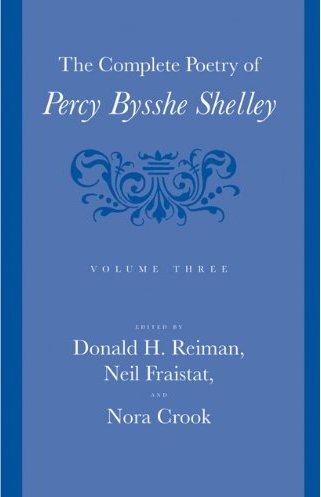 The Complete Poetry of
Percy Bysshe Shelley
VOLUME THREE
EDITED BY
Donald H. Reiman,
Neil Fraistat,
AND
Nora Crook